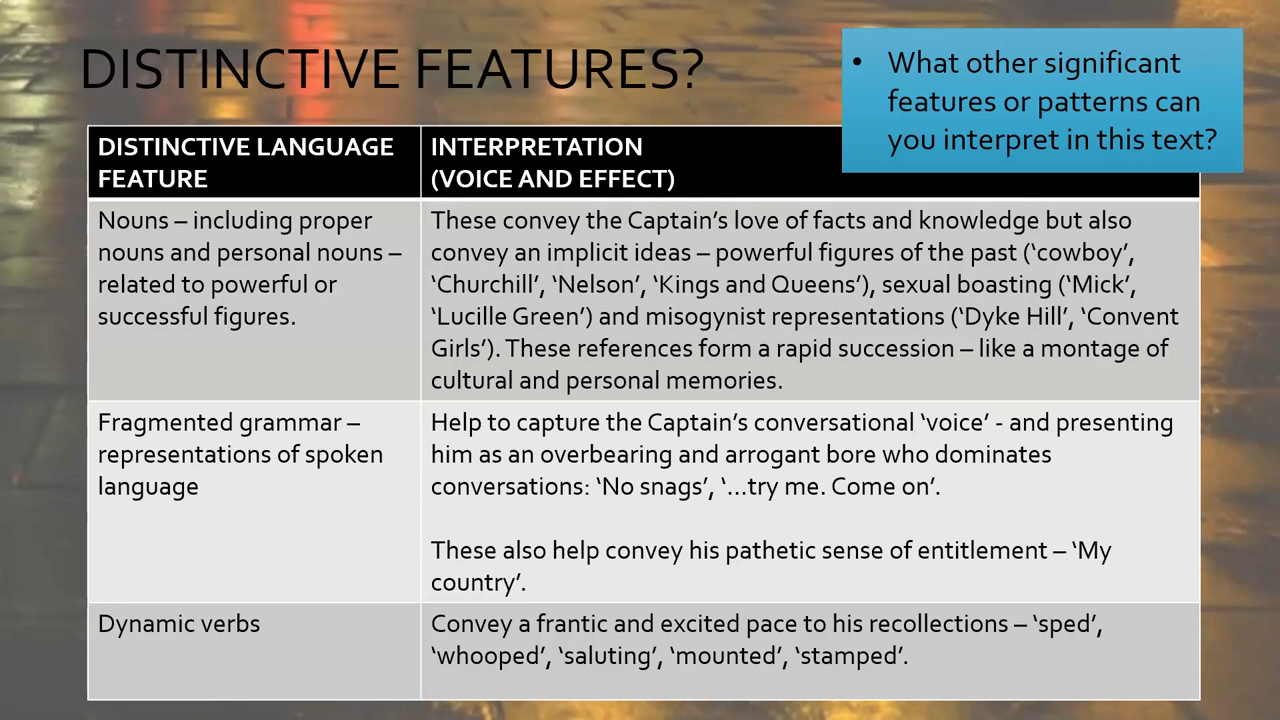 DISTINCTIVE FEATURES?
• What other significant
features or patterns can
you interpret in this text?
DISTINCTIVE LANGUAGE
FEATURE
INTERPRETATION
(VOICE AND EFFECT)
Nouns – including proper
nouns and personal nouns –
related to powerful or
successful figures.
These convey the Captain’s love of facts and knowledge but also
convey an implicit ideas – powerful figures of the past (‘cowboy’,
‘Churchill’, ‘Nelson’, ‘Kings and Queens’), sexual boasting (‘Mick’,
‘Lucille Green’) and misogynist representations (‘Dyke Hill’, ‘Convent
Girls’). These references form a rapid succession – like a montage of
cultural and personal memories.
Fragmented grammar –
representations of spoken
language
Help to capture the Captain’s conversational ‘voice’ - and presenting
him as an overbearing and arrogant bore who dominates
conversations: ‘No snags’, ‘…try me. Come on’.
These also help convey his pathetic sense of entitlement – ‘My
country’.
Dynamic verbs
Convey a frantic and excited pace to his recollections – ‘sped’,
‘whooped’, ‘saluting’, ‘mounted’, ‘stamped’.